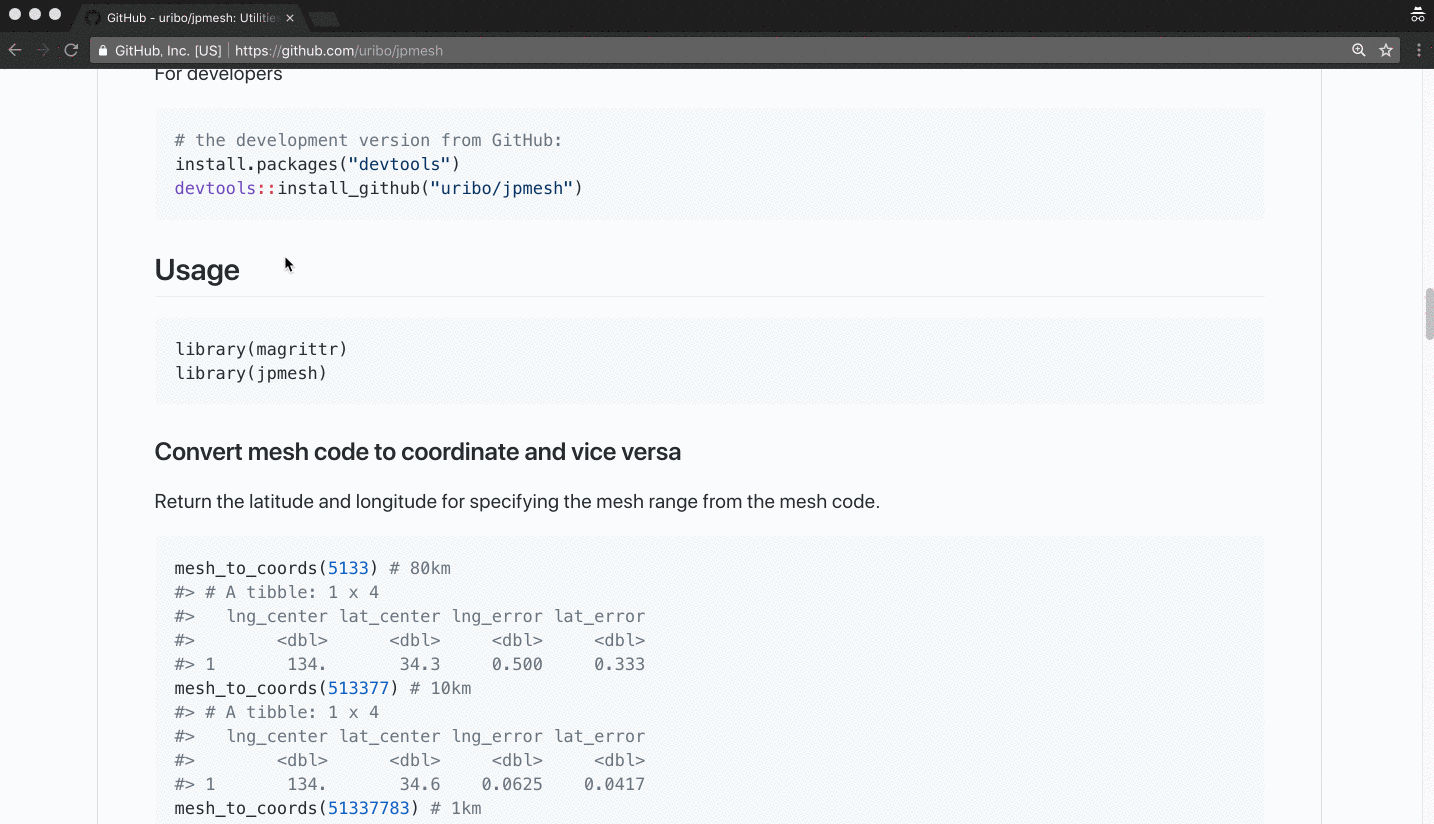 GitHub - uribo/jpmesh: Utilities
GitHub, Inc. [US] https://github.com/uribo/jpmesh
For developers
# the development version from GitHub:
install.packages("devtools")
devtools::install_github("uribo/jpmesh")
Usage
library(magrittr)
library(jpmesh)
Convert mesh code to coordinate and vice versa
Return the latitude and longitude for specifying the mesh range from the mesh code.
mesh_to_coords(5133) # 80km
#> # A tibble: 1 x 4
#>   lng_center lat_center lng_error lat_error
#>        <dbl>      <dbl>     <dbl>     <dbl>
#> 1       134.       34.3     0.500     0.333
mesh_to_coords(513377) # 10km
#> # A tibble: 1 x 4
#>   lng_center lat_center lng_error lat_error
#>        <dbl>      <dbl>     <dbl>     <dbl>
#> 1       134.       34.6    0.0625    0.0417
mesh_to_coords(51337783) # 1km